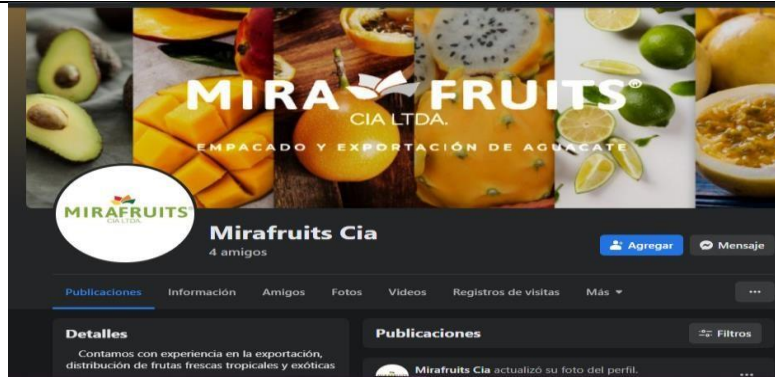 MIRA FRUITS®
CIA LTDA.
EMPACADO Y EXPORTACIÓN DE AGUACATE
MIRAFRUITS
CIA LTDA.
Mirafruits Cia
4 amigos
Agregar
Mensaje
Publicaciones Información Amigos Fotos Videos Registros de visitas Más
Detalles
Contamos con experiencia en la exportación,
distribución de frutas frescas tropicales y exóticas
Publicaciones
Filtros
Mirafruits Cia actualizó su foto del perfil.